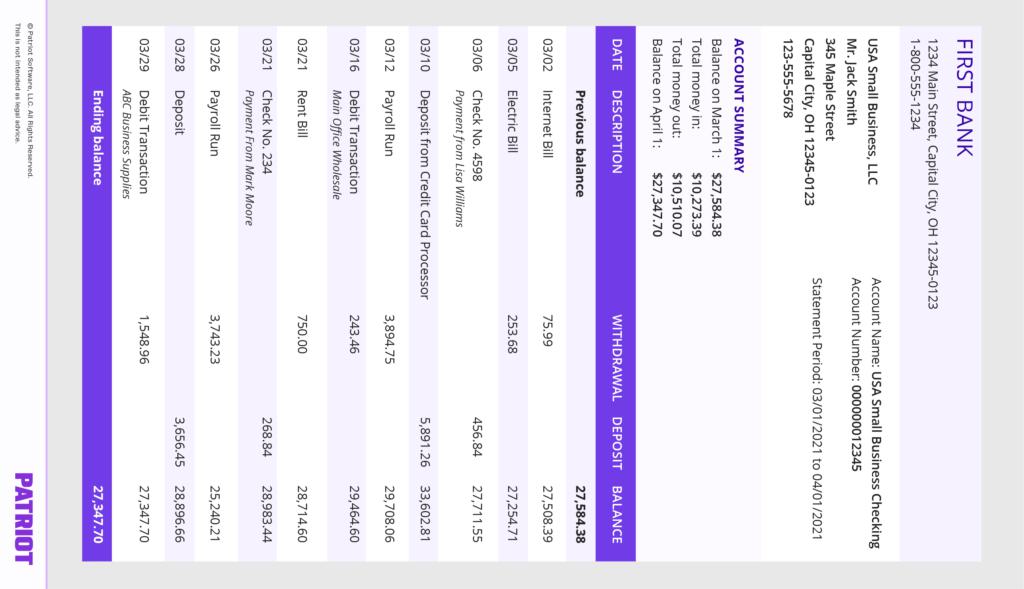 FIRST BANK
1234 Main Street, Capital City, OH 12345-0123
1-800-555-1234
USA Small Business, LLC
Mr. Jack Smith
345 Maple Street
Capital City, OH 12345-0123
123-555-5678
Account Name: USA Small Business Checking
Account Number: 000000012345
Statement Period: 03/01/2021 to 04/01/2021
ACCOUNT SUMMARY
Balance on March 1: $27,584.38
Total money in: $10,273.39
Total money out: $10,510.07
Balance on April 1: $27,347.70
DATE DESCRIPTION WITHDRAWAL DEPOSIT BALANCE
Previous balance 27,584.38
03/02 Internet Bill 75.99 27,508.39
03/05 Electric Bill 253.68 27,254.71
03/06 Check No. 4598 456.84 27,711.55
Payment from Lisa Williams
03/10 Deposit from Credit Card Processor 5,891.26 33,602.81
03/12 Payroll Run 3,894.75 29,708.06
03/16 Debit Transaction 243.46 29,464.60
Main Office Wholesale
03/21 Rent Bill 750.00 28,714.60
03/21 Check No. 234 268.84 28,983.44
Payment From Mark Moore
03/26 Payroll Run 3,743.23 25,240.21
03/28 Deposit 3,656.45 28,896.66
03/29 Debit Transaction 1,548.96 27,347.70
ABC Business Supplies
Ending balance 27,347.70
© Patriot Software, LLC. All Rights Reserved.
This is not intended as legal advice.
PATRIOT